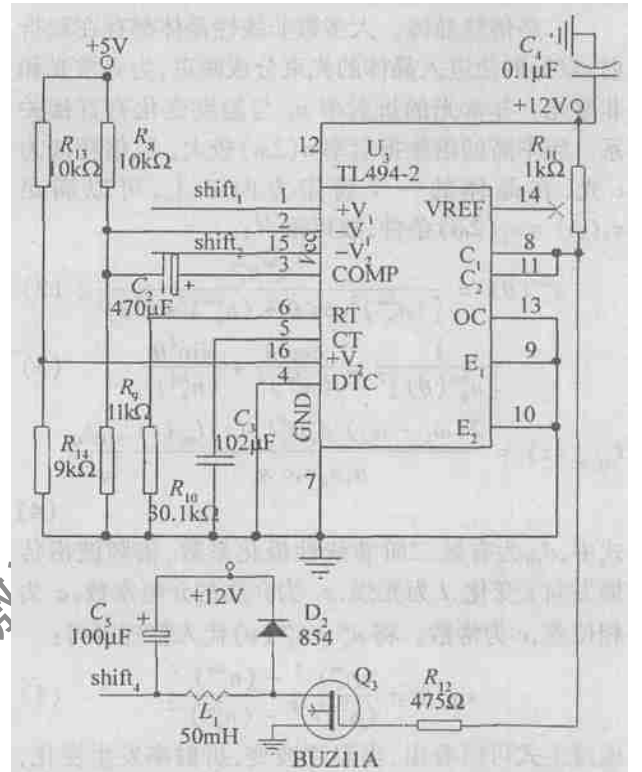 +5V
C₄
0.1μF
+12V
R₁₃
10kΩ
R₈
10kΩ
12
U₃
TL494-2
R₁₁
1kΩ
shift₁
1
+V₁
VREF
14
2
−V₁
shift₂
15
−V₂
Vcc
C₁
8
3
COMP
C₂
11
C₂
470μF
6
RT
OC
13
5
CT
16
+V₂
E₁
9
4
DTC
R₉
11kΩ
C₃
102μF
GND
E₂
10
R₁₄
9kΩ
R₁₀
30.1kΩ
7
+12V
C₅
100μF
+
D₂
854
shift₄
L₁
50mH
Q₃
R₁₂
475Ω
BUZ11A